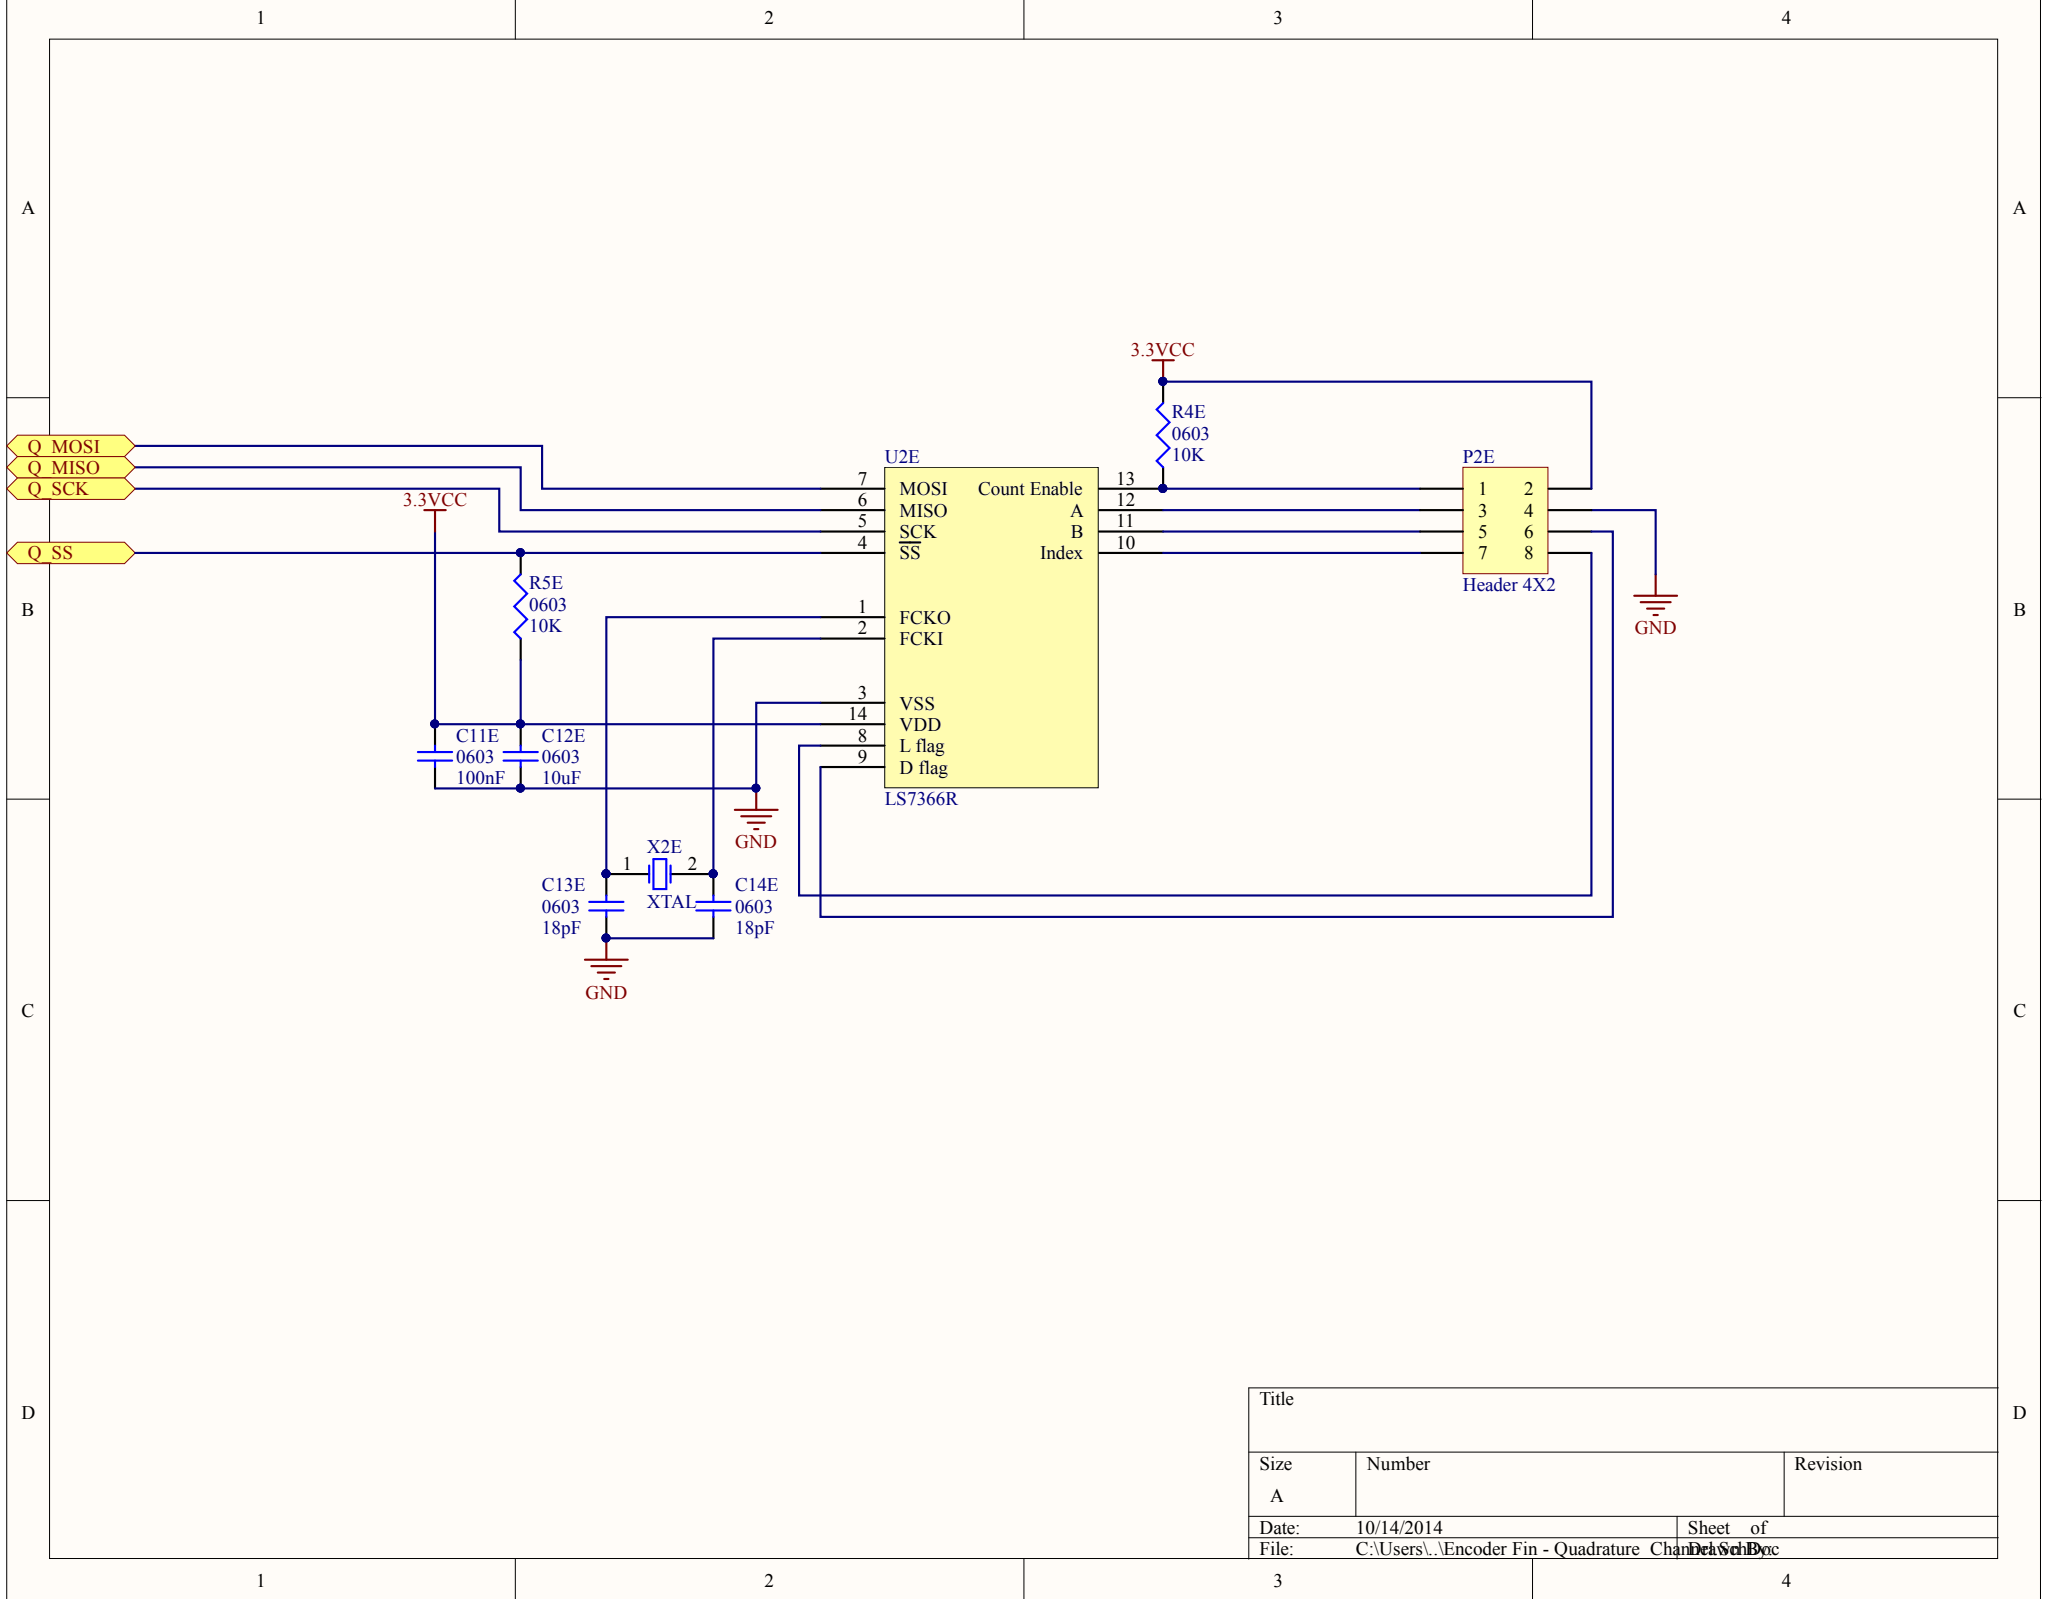 1 2 3 4
A A
3.3VCC
R4E
0603
10K
Q_MOSI
Q_MISO
Q_SCK
Q_SS
3.3VCC
R5E
0603
10K
C11E
0603
100nF
C12E
0603
10uF
GND
U2E
7 MOSI
6 MISO
5 SCK
4 SS
1 FCKO
2 FCKI
3 VSS
14 VDD
8 L flag
9 D flag
Count Enable 13
A 12
B 11
Index 10
LS7366R
P2E
1 2
3 4
5 6
7 8
Header 4X2
GND
B B
X2E
1 2
XTAL
C13E
0603
18pF
C14E
0603
18pF
GND
C C
D D
Title
Size
A
Number
Revision
Date: 10/14/2014
Sheet of
File: C:\Users\..\Encoder Fin - Quadrature Channel.SchDoc
Drawn By:
1 2 3 4